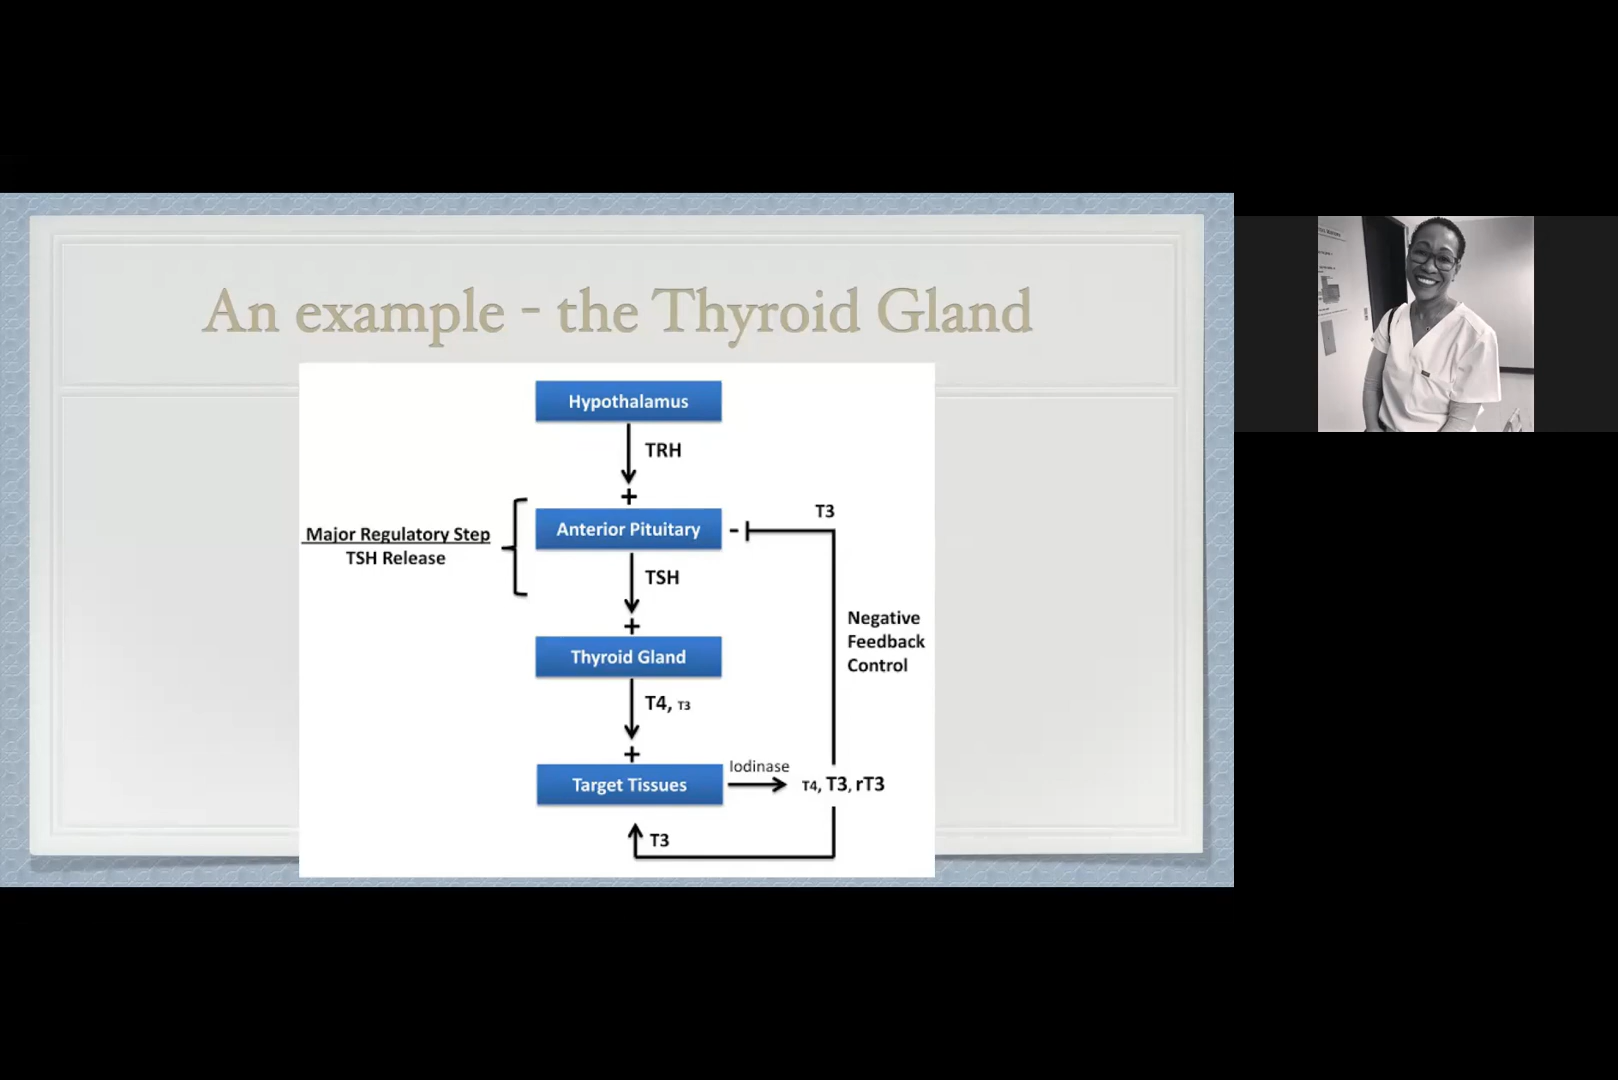 An example - the Thyroid Gland
Hypothalamus
TRH
+
T3
Major Regulatory Step
TSH Release
Anterior Pituitary
-
TSH
+
Negative
Feedback
Control
Thyroid Gland
T4, T3
+
Target Tissues
Iodinase
T4, T3, rT3
T3